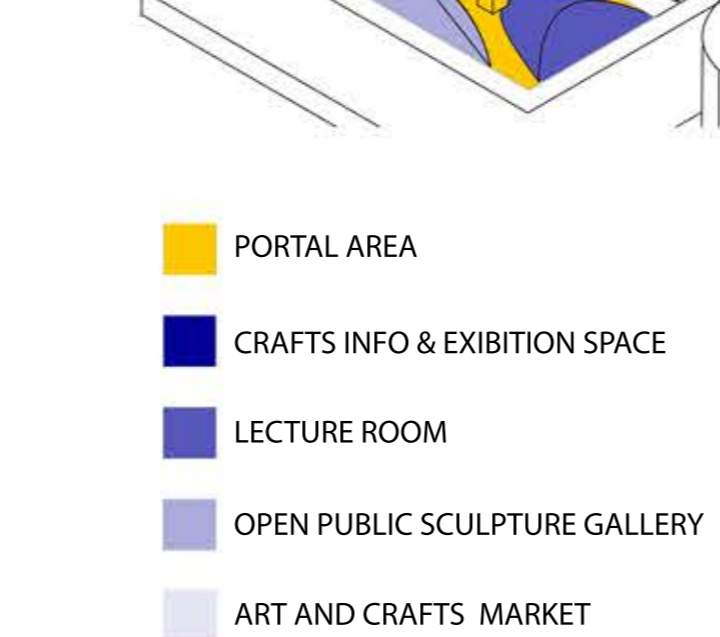 PORTAL AREA
CRAFTS INFO & EXIBITION SPACE
LECTURE ROOM
OPEN PUBLIC SCULPTURE GALLERY
ART AND CRAFTS MARKET